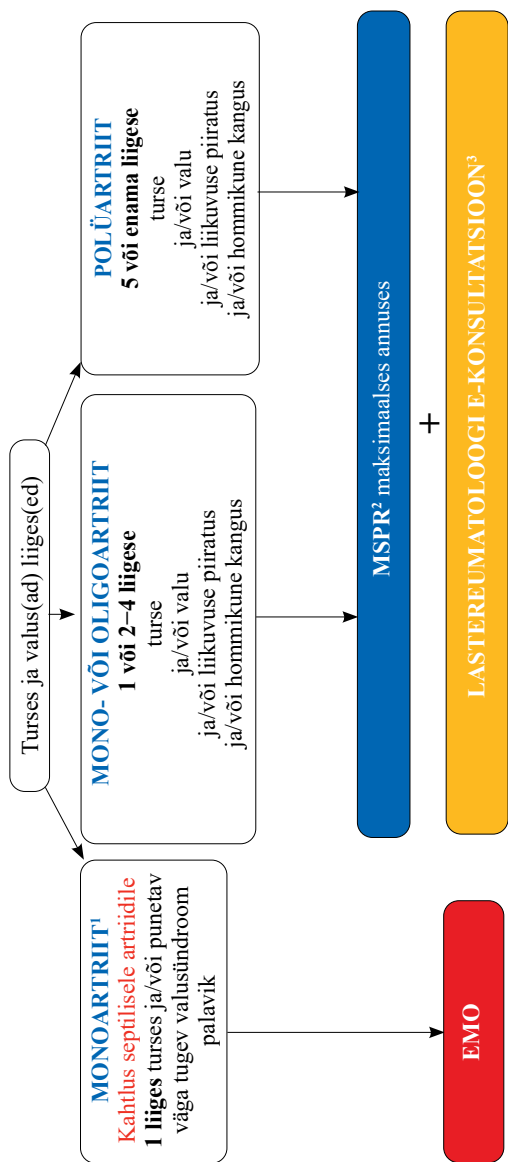 Turses ja valus(ad) liiges(ed)
MONOARTRIIT¹
Kahtlus septilisele artriidile
1 liiges turses ja/või punetav
väga tugev valusündroom
palavik
MONO- VÕI OLIGOARTRIIT
1 või 2–4 liigese
turse
ja/või valu
ja/või liikuvuse piiratus
ja/või hommikune kangus
POLÜARTRIIT
5 või enama liigese
turse
ja/või valu
ja/või liikuvuse piiratus
ja/või hommikune kangus
EMO
MSPR² maksimaalses annuses
+
LASTEREUMATOLOOGI E-KONSULTATSIOON³